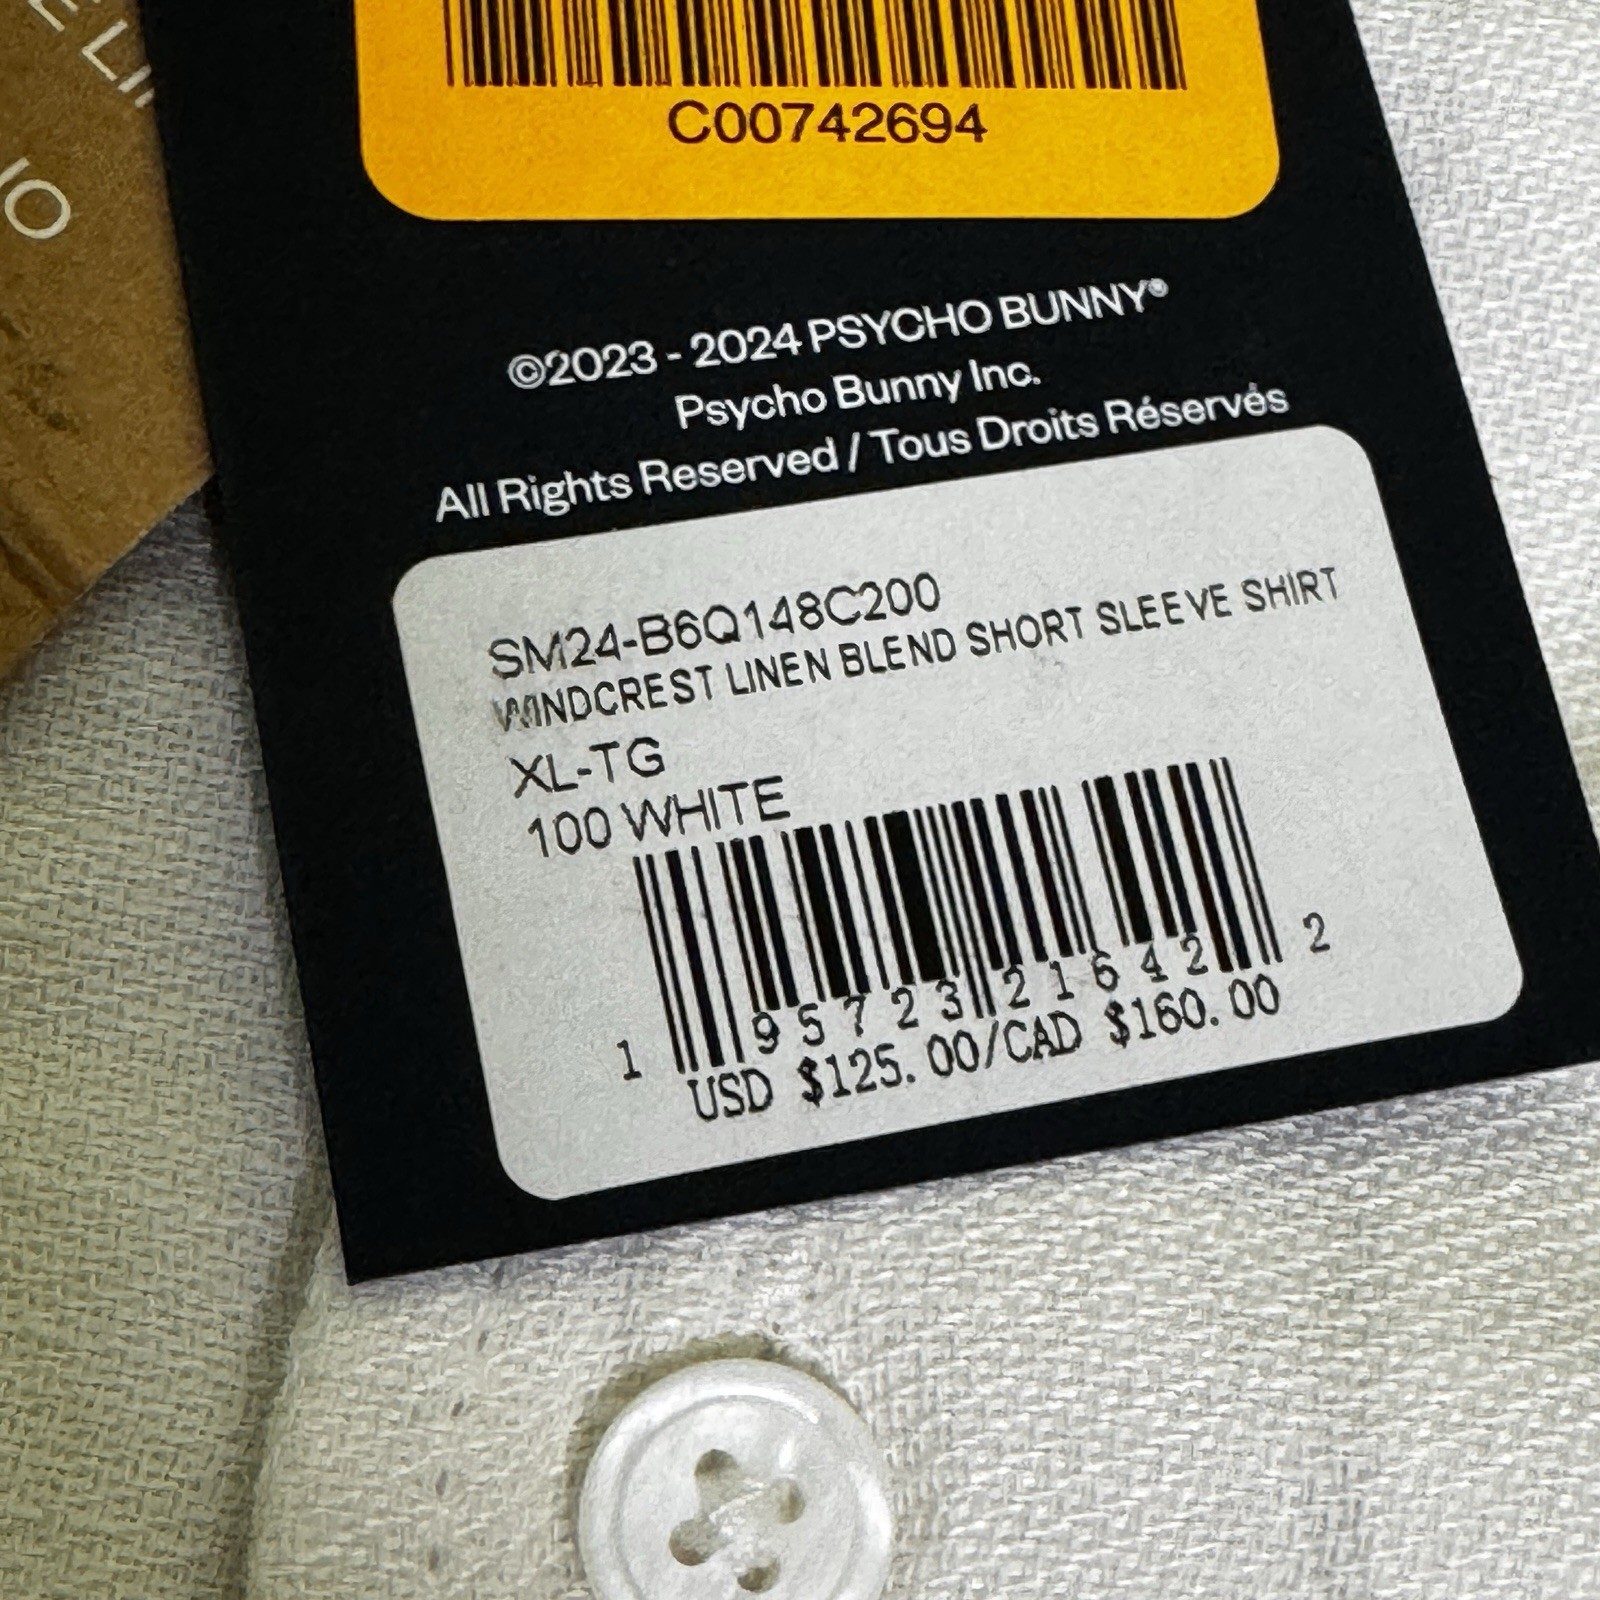 C00742694
©2023 - 2024 PSYCHO BUNNY®
Psycho Bunny Inc.
All Rights Reserved / Tous Droits Réservés
SM24-B6Q148C200
WINDCREST LINEN BLEND SHORT SLEEVE SHIRT
XL-TG
100 WHITE
1 95723 21642 2
USD $125.00/CAD $160.00